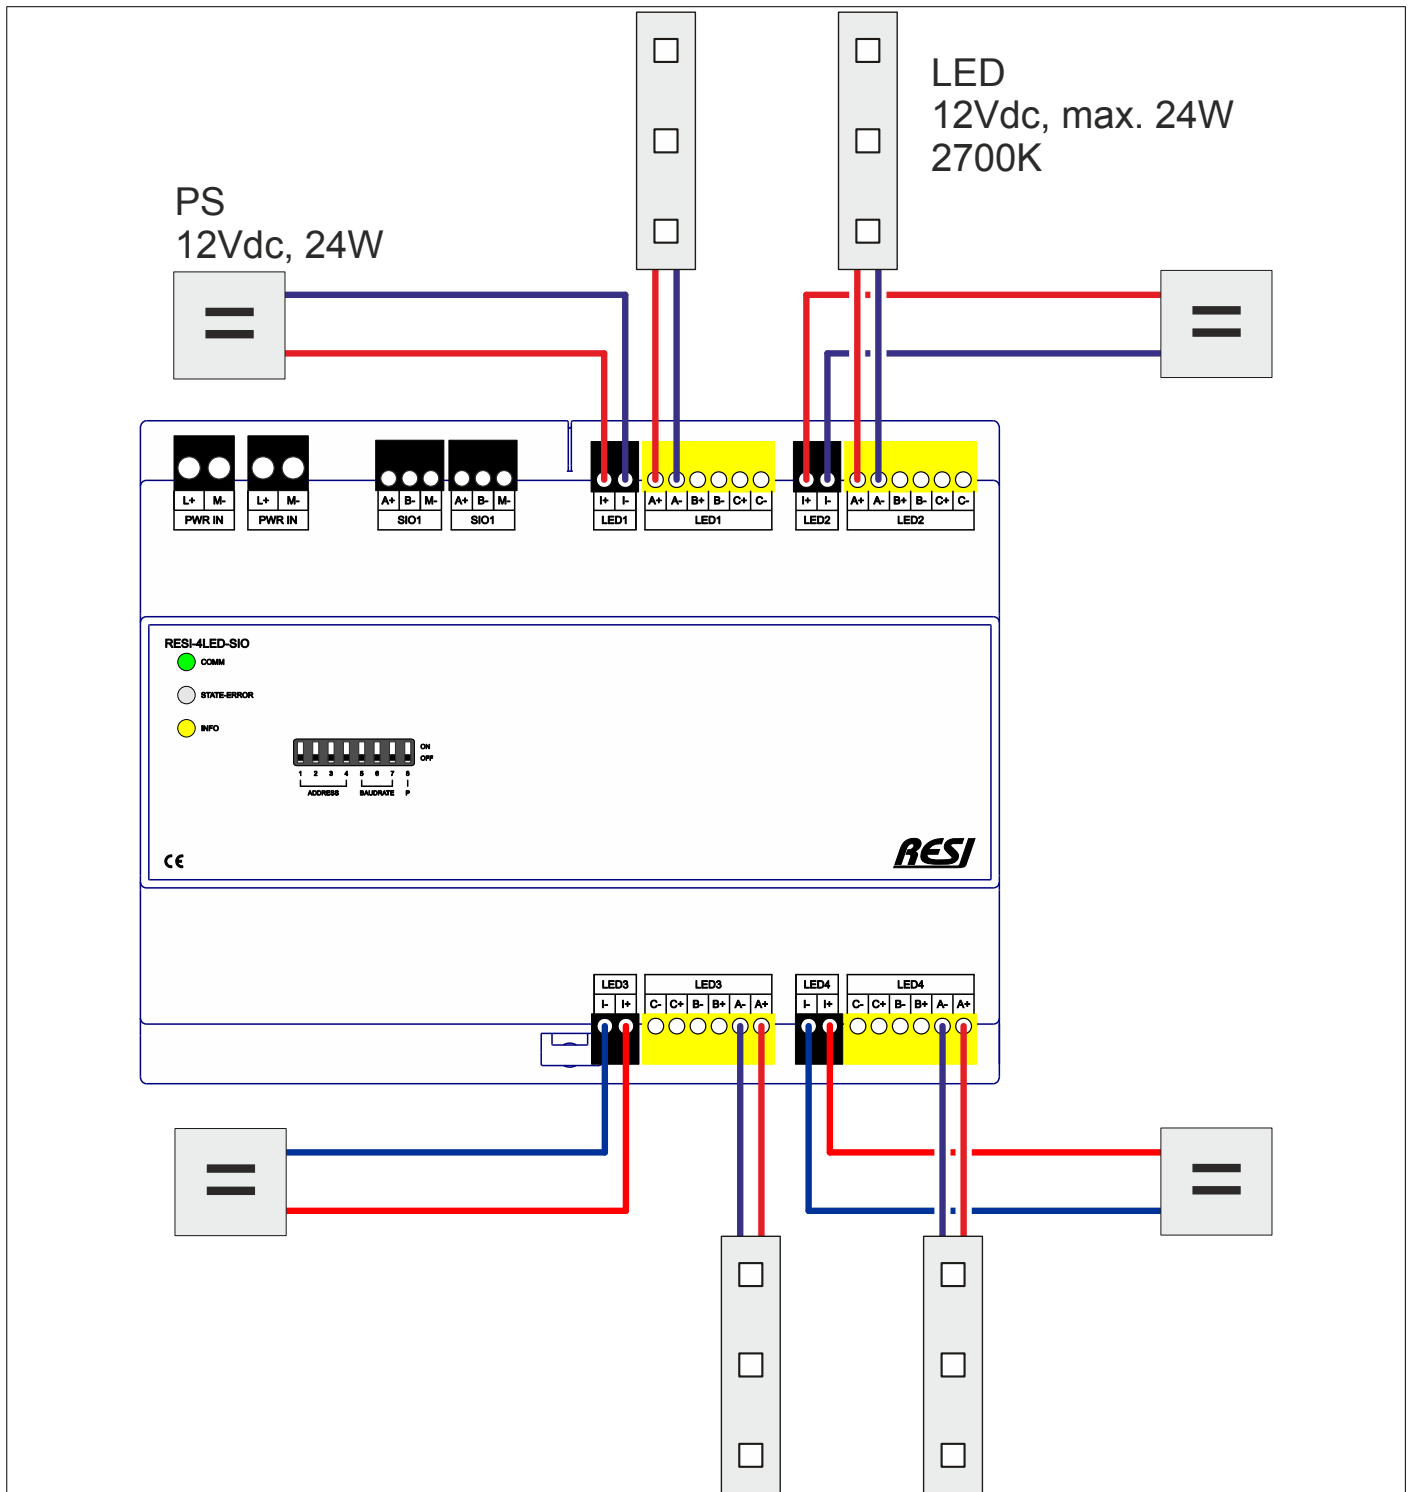 LED
12Vdc, max. 24W
2700K
PS
12Vdc, 24W
L+ M- L+ M- A+ B- M- A+ B- M- I+ I- A+ A- B+ B- C+ C- I+ I- A+ A- B+ B- C+ C-
PWR IN PWR IN SIO1 SIO1 LED1 LED1 LED2 LED2
RESI-4LED-SIO
COMM
STATE-ERROR
INFO
ON
OFF
1 2 3 4 5 6 7 8
ADDRESS BAUDRATE P
CE RESI
LED3 LED3 LED4 LED4
I- I+ C- C+ B- B+ A- A+ I- I+ C- C+ B- B+ A- A+